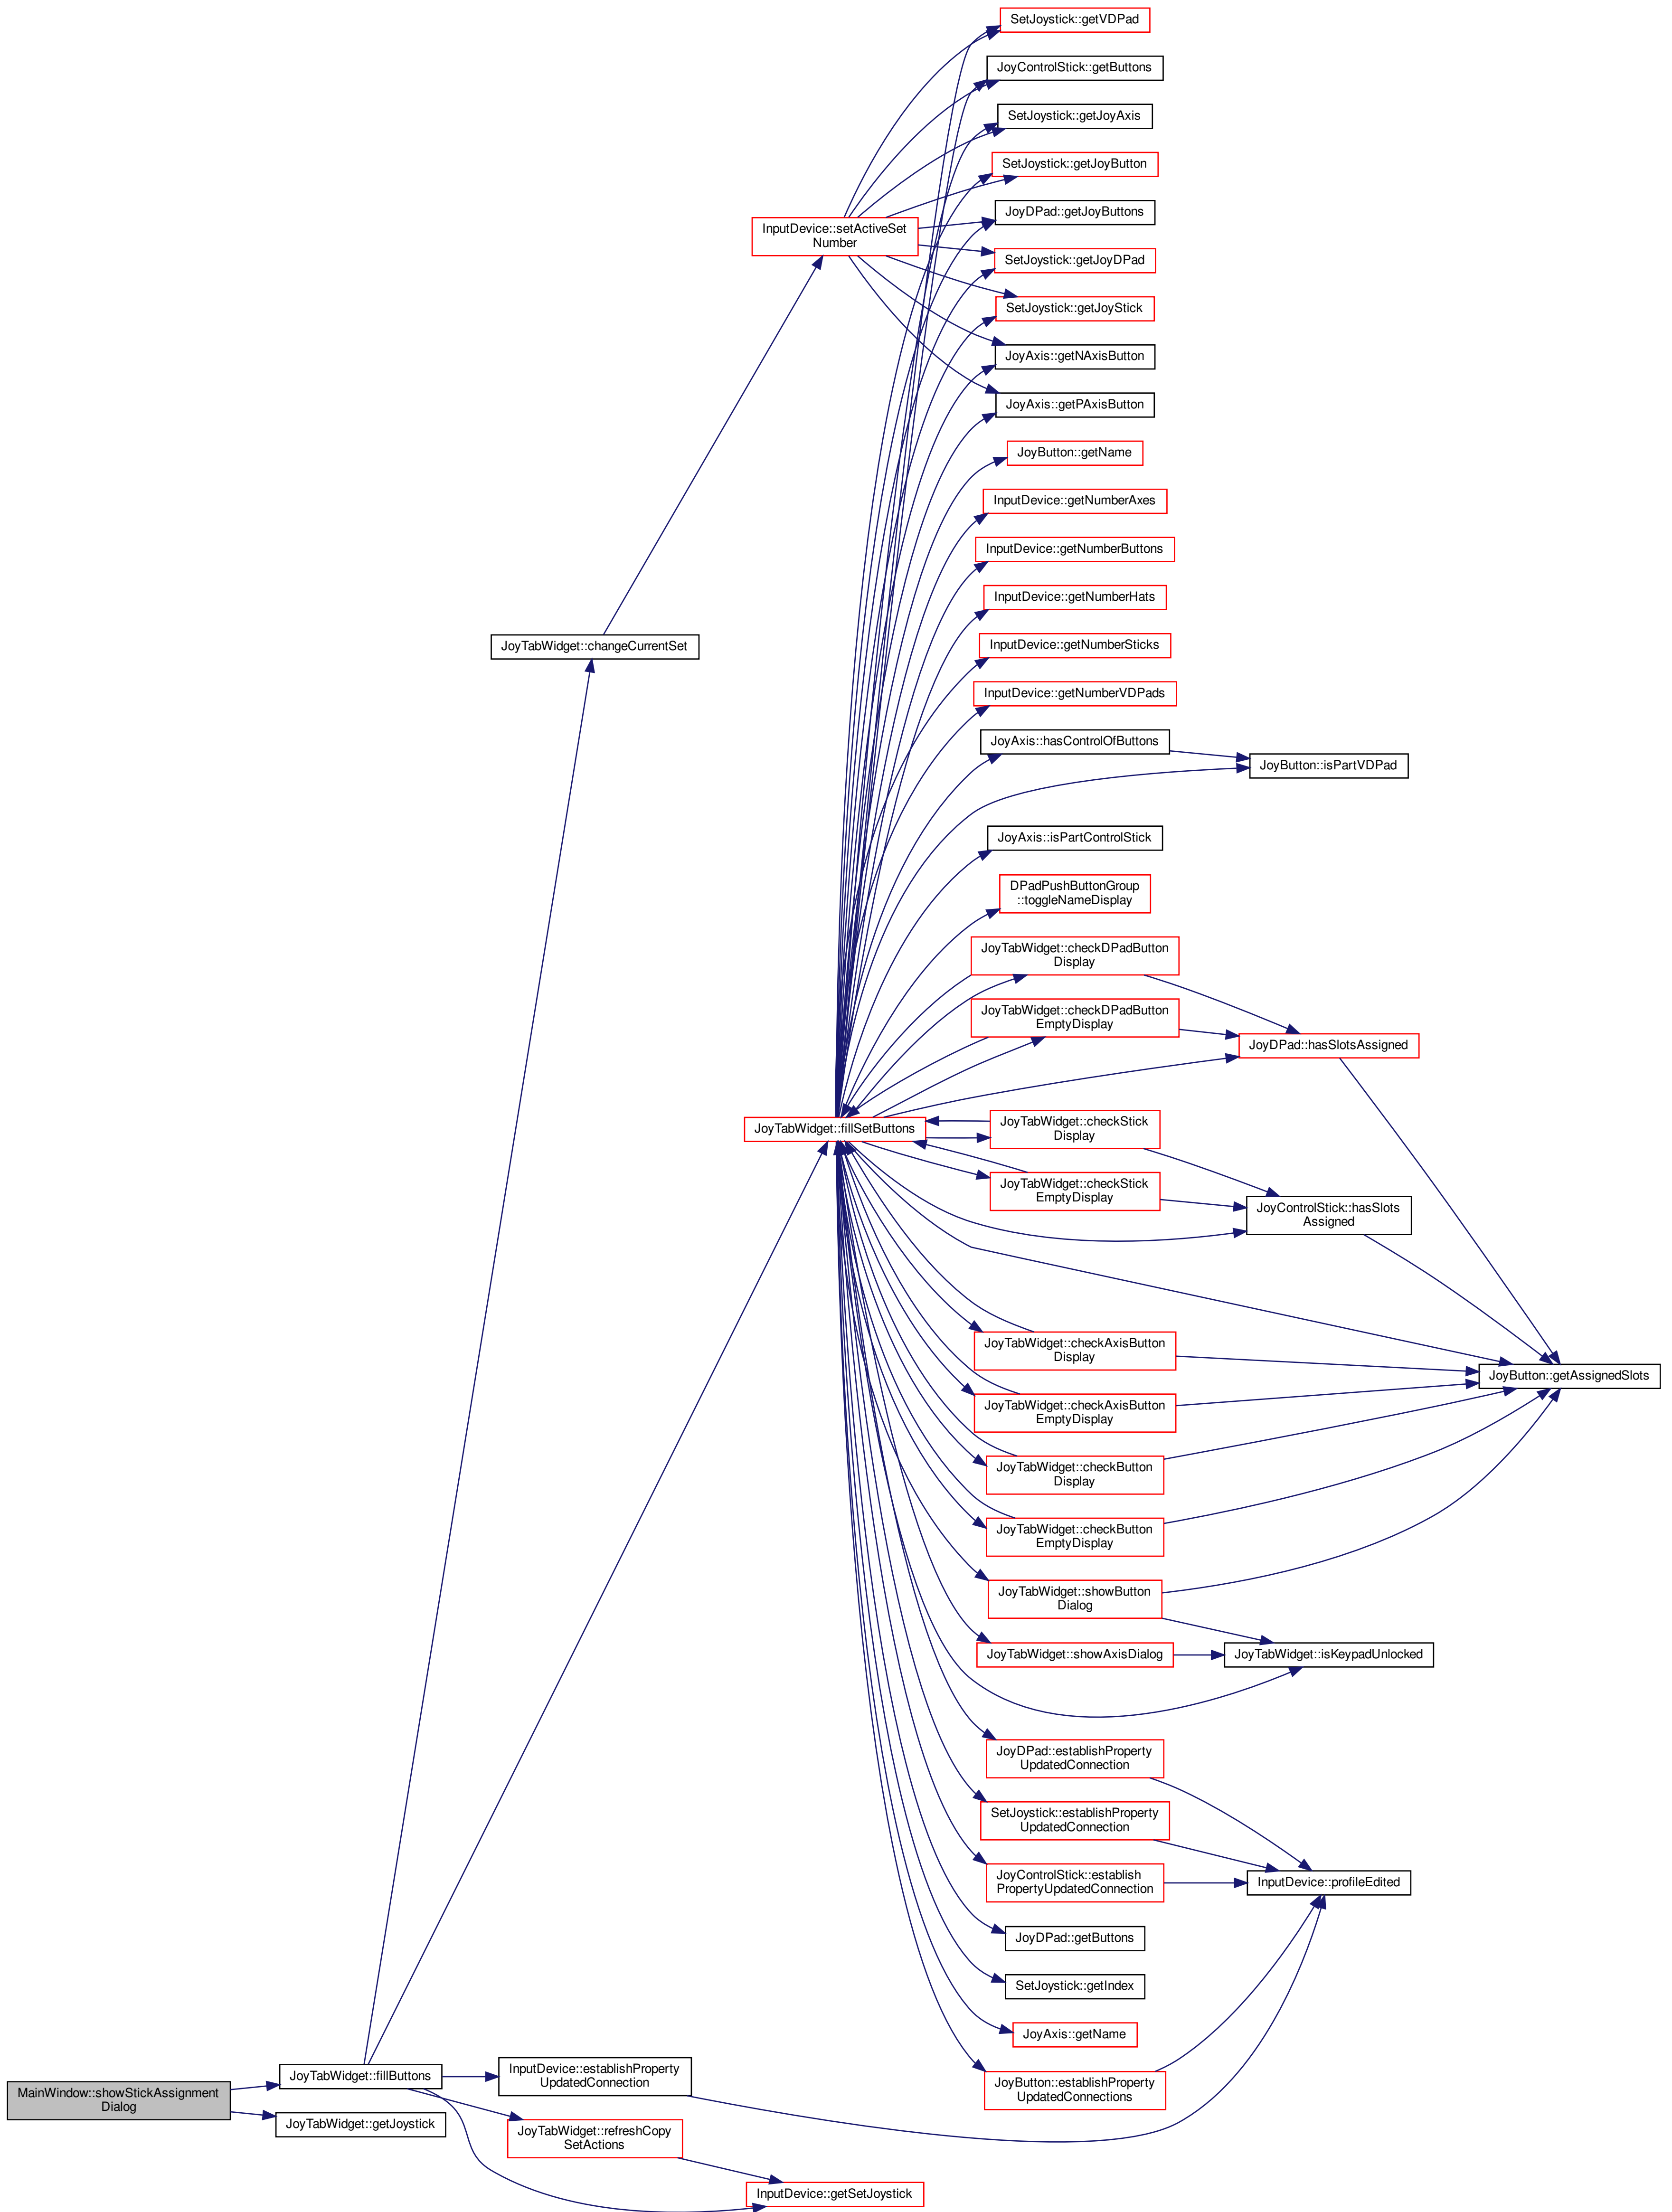 SetJoystick::getVDPad
JoyControlStick::getButtons
SetJoystick::getJoyAxis
SetJoystick::getJoyButton
JoyDPad::getJoyButtons
InputDevice::setActiveSet
Number
SetJoystick::getJoyDPad
SetJoystick::getJoyStick
JoyAxis::getNAxisButton
JoyAxis::getPAxisButton
JoyButton::getName
InputDevice::getNumberAxes
InputDevice::getNumberButtons
InputDevice::getNumberHats
JoyTabWidget::changeCurrentSet
InputDevice::getNumberSticks
InputDevice::getNumberVDPads
JoyAxis::hasControlOfButtons
JoyButton::isPartVDPad
JoyAxis::isPartControlStick
DPadPushButtonGroup
::toggleNameDisplay
JoyTabWidget::checkDPadButton
Display
JoyTabWidget::checkDPadButton
EmptyDisplay
JoyDPad::hasSlotsAssigned
JoyTabWidget::fillSetButtons
JoyTabWidget::checkStick
Display
JoyTabWidget::checkStick
EmptyDisplay
JoyControlStick::hasSlots
Assigned
JoyTabWidget::checkAxisButton
Display
JoyButton::getAssignedSlots
JoyTabWidget::checkAxisButton
EmptyDisplay
JoyTabWidget::checkButton
Display
JoyTabWidget::checkButton
EmptyDisplay
JoyTabWidget::showButton
Dialog
JoyTabWidget::showAxisDialog
JoyTabWidget::isKeypadUnlocked
JoyDPad::establishProperty
UpdatedConnection
SetJoystick::establishProperty
UpdatedConnection
JoyControlStick::establish
PropertyUpdatedConnection
InputDevice::profileEdited
JoyDPad::getButtons
SetJoystick::getIndex
JoyAxis::getName
JoyButton::establishProperty
UpdatedConnections
MainWindow::showStickAssignment
Dialog
JoyTabWidget::fillButtons
InputDevice::establishProperty
UpdatedConnection
JoyTabWidget::getJoystick
JoyTabWidget::refreshCopy
SetActions
InputDevice::getSetJoystick